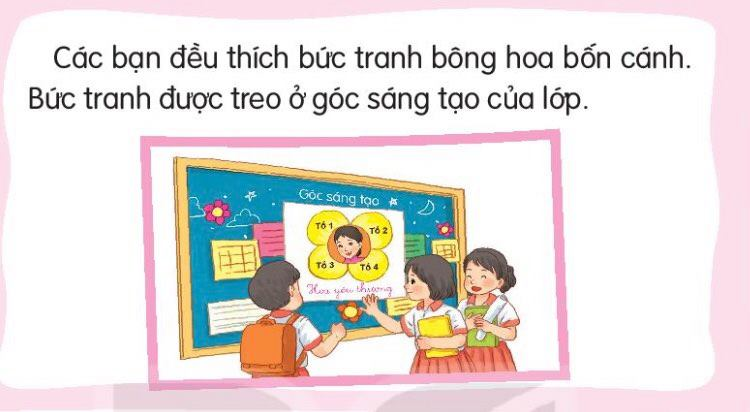 Các bạn đều thích bức tranh bông hoa bốn cánh.
Bức tranh được treo ở góc sáng tạo của lớp.
Góc sáng tạo
Tổ 1
Tổ 2
Tổ 3
Tổ 4
Hoa yêu thương